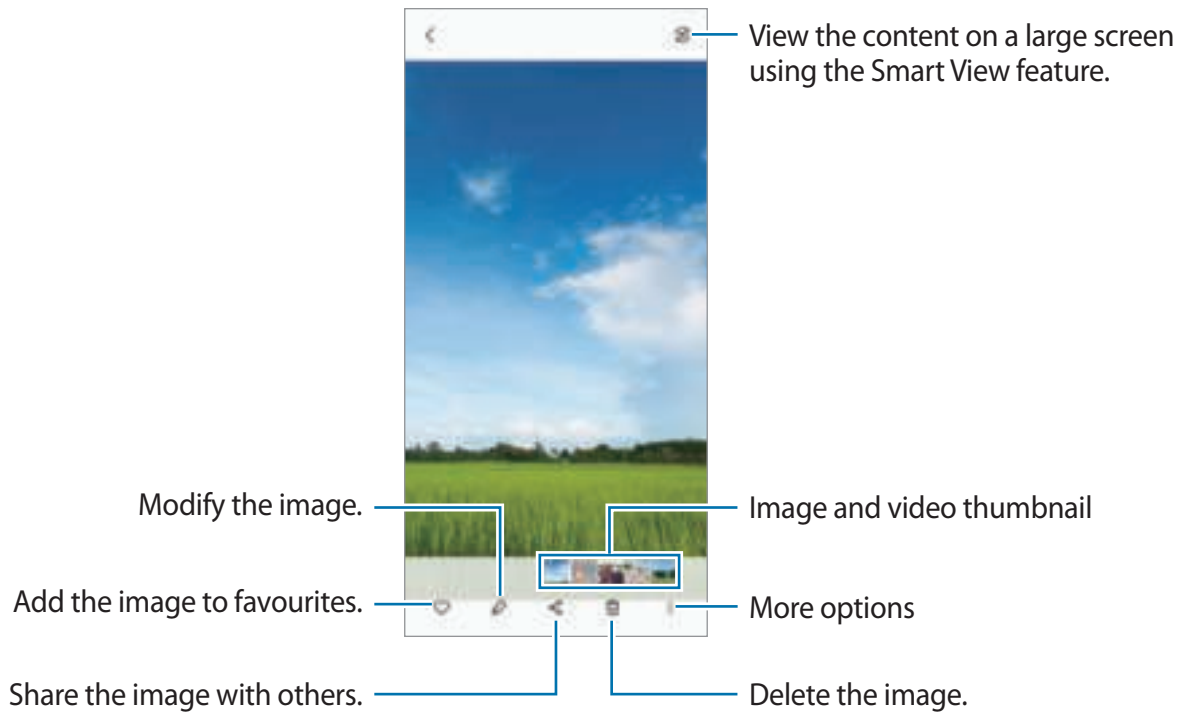 View the content on a large screen
using the Smart View feature.
Modify the image.
Image and video thumbnail
Add the image to favourites.
More options
Share the image with others.
Delete the image.